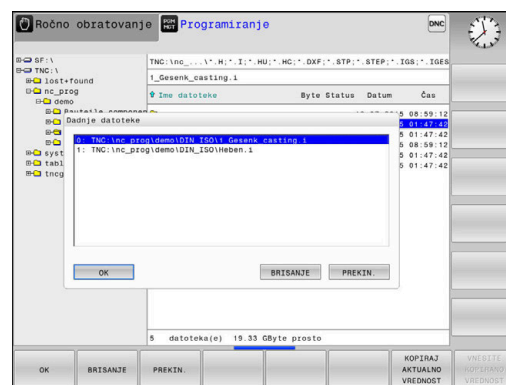 Ročno obratovanje
PGM MGT
Programiranje
DNC
SF:\
TNC:\
lost+found
nc_prog
demo
syst
tabl
tncg
TNC:\nc_...\*.H;*.I;*.HU;*.HC;*.DXF;*.STP;*.STEP;*.IGS;*.IGES
1_Gesenk_casting.i
Ime datoteke Byte Status Datum Čas
5 08:59:12
5 01:47:42
5 01:47:42
5 08:59:12
5 01:47:42
5 01:47:42
Dadnje datoteke
0: TNC:\nc_prog\demo\DIN_ISO\1_Gesenk_casting.i
1: TNC:\nc_prog\demo\DIN_ISO\Heben.i
OK BRISANJE PREKIN.
5 datoteka(e) 19.33 GByte prosto
OK
BRISANJE
PREKIN.
KOPIRAJ
AKTUALNO
VREDNOST
VNESITE
KOPIRANO
VREDNOST